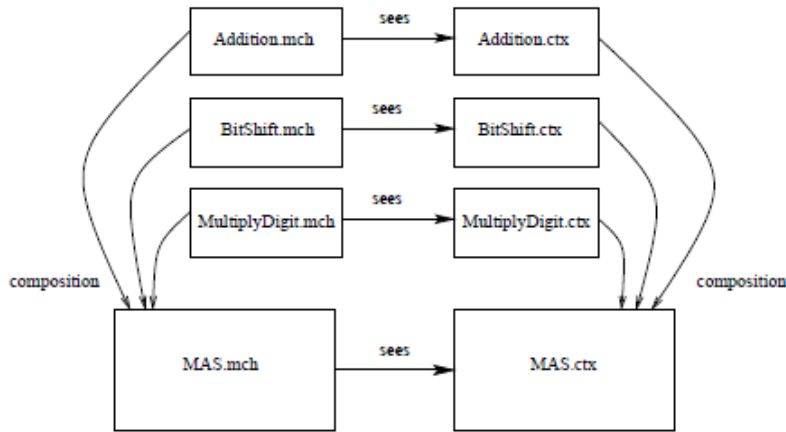 sees
Addition.mch
Addition.ctx
sees
BitShift.mch
BitShift.ctx
sees
MultiplyDigit.mch
MultiplyDigit.ctx
composition
composition
sees
MAS.mch
MAS.ctx